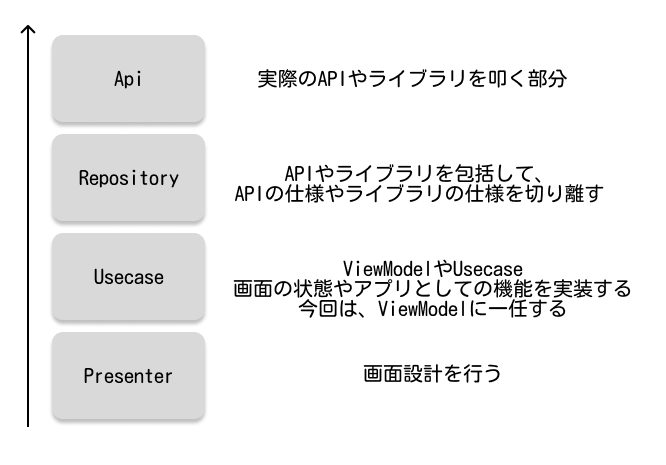 Api
実際のAPIやライブラリを叩く部分
Repository
APIやライブラリを包括して、
APIの仕様やライブラリの仕様を切り離す
Usecase
ViewModelやUsecase
画面の状態やアプリとしての機能を実装する
今回は、ViewModelに一任する
Presenter
画面設計を行う